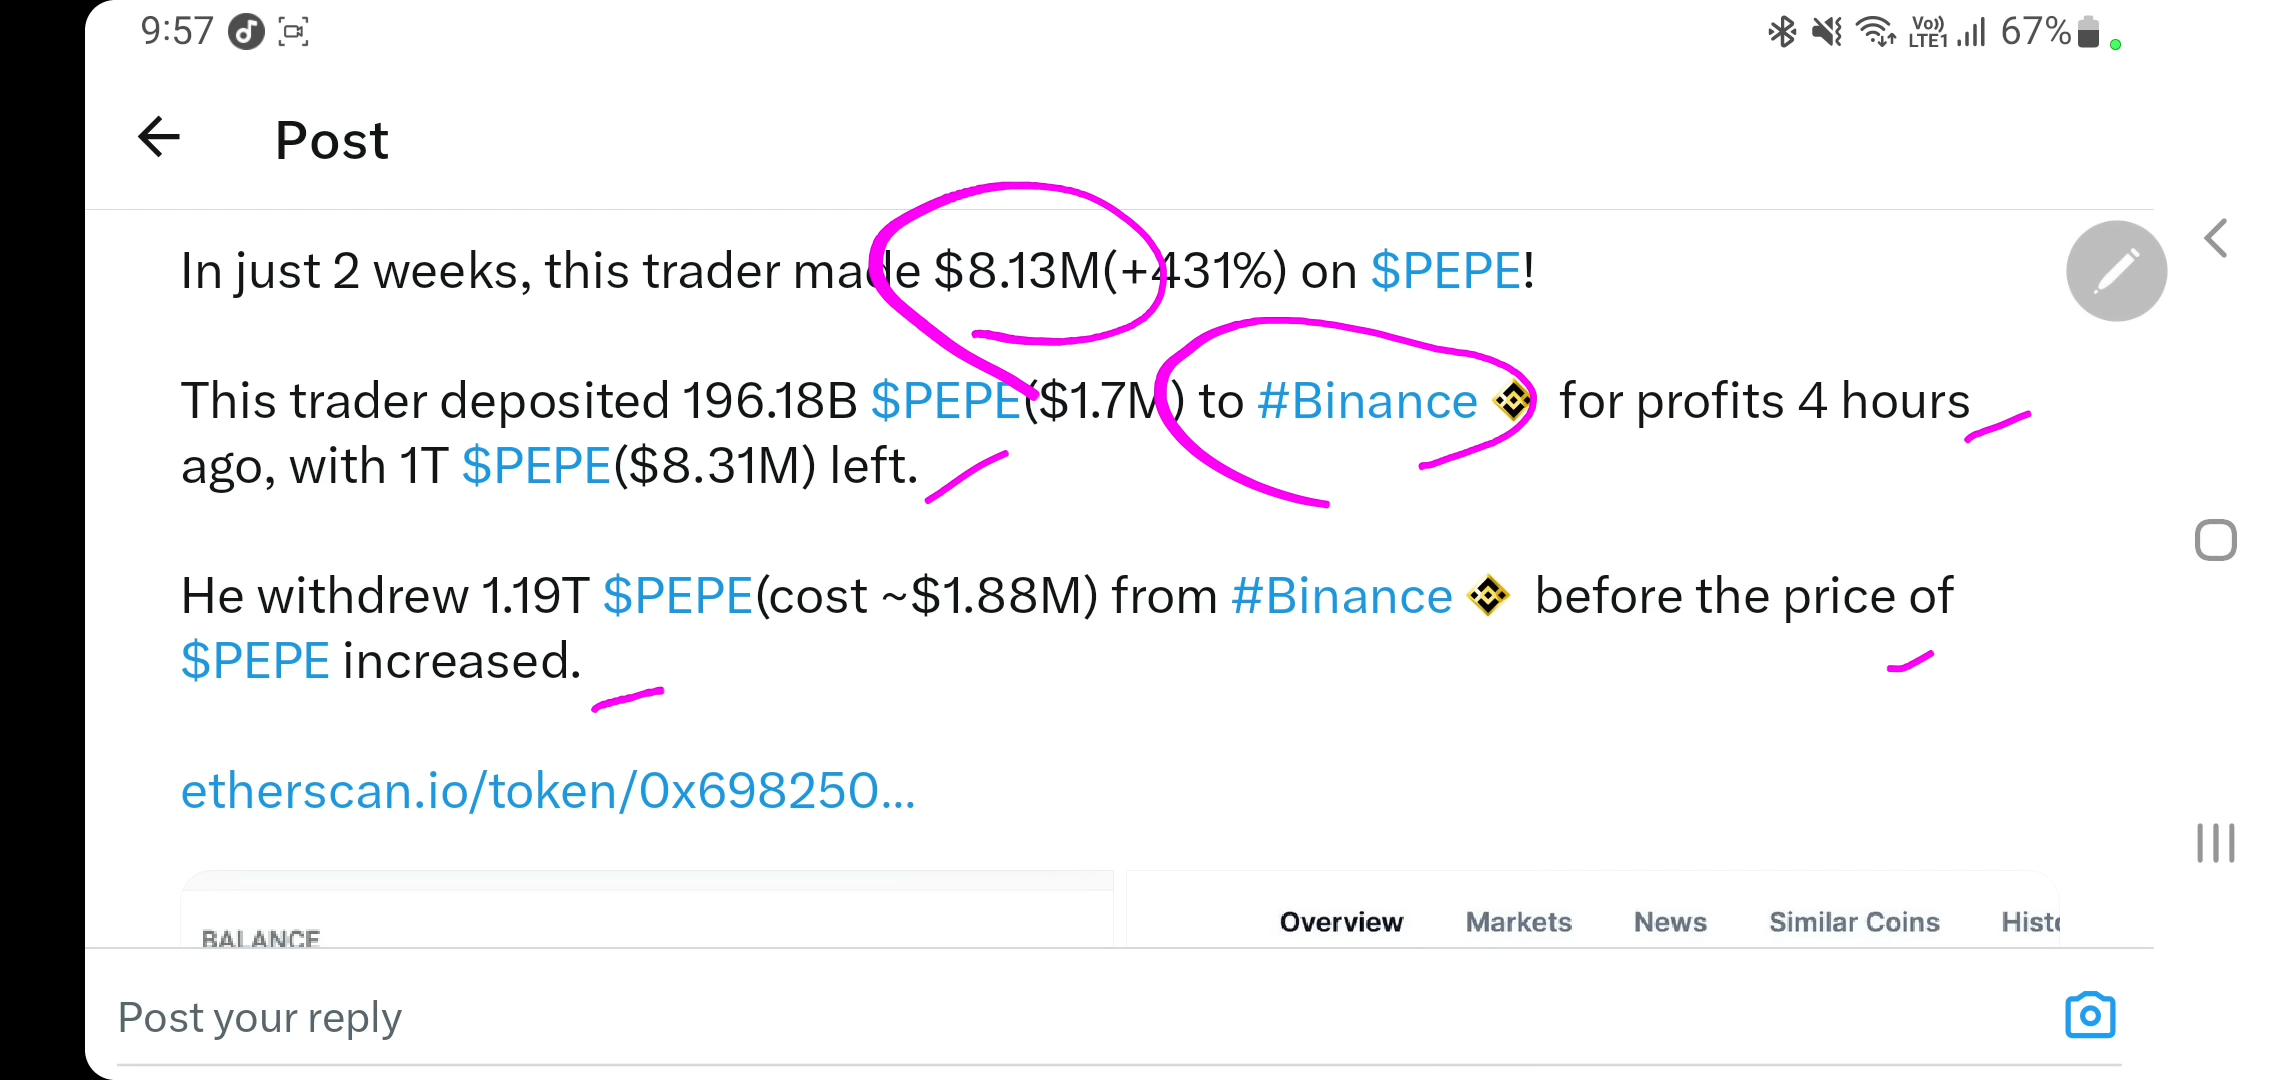 9:57
Vo))
LTE1
67%
Post
In just 2 weeks, this trader made $8.13M(+431%) on $PEPE!
This trader deposited 196.18B $PEPE($1.7M) to #Binance for profits 4 hours
ago, with 1T $PEPE($8.31M) left.
He withdrew 1.19T $PEPE(cost ~$1.88M) from #Binance before the price of
$PEPE increased.
etherscan.io/token/0x698250...
BALANCE
Overview Markets News Similar Coins Histo
Post your reply